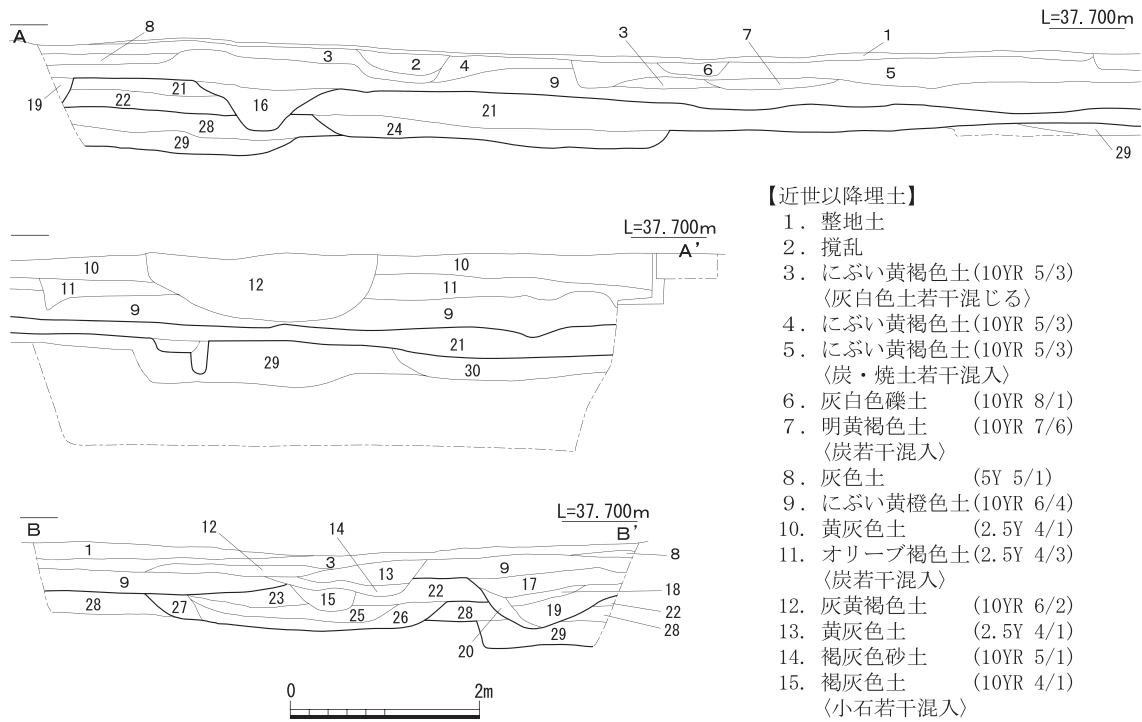 L=37.700m
A
8
3
7
1
3
2
4
9
6
5
19
21
22
16
21
28
24
29
29
L=37.700m
A'
10
10
12
11
11
9
9
21
29
30
L=37.700m
B
B'
12
14
1
8
3
9
13
9
17
18
28
27
23
15
22
19
22
25
26
28
29
28
20
0
2m
【近世以降埋土】
1. 整地土
2. 撹乱
3. にぶい黄褐色土(10YR 5/3)
〈灰白色土若干混じる〉
4. にぶい黄褐色土(10YR 5/3)
5. にぶい黄褐色土(10YR 5/3)
〈炭・焼土若干混入〉
6. 灰白色礫土 (10YR 8/1)
7. 明黄褐色土 (10YR 7/6)
〈炭若干混入〉
8. 灰色土 (5Y 5/1)
9. にぶい黄橙色土(10YR 6/4)
10. 黄灰色土 (2.5Y 4/1)
11. オリーブ褐色土(2.5Y 4/3)
〈炭若干混入〉
12. 灰黄褐色土 (10YR 6/2)
13. 黄灰色土 (2.5Y 4/1)
14. 褐灰色砂土 (10YR 5/1)
15. 褐灰色土 (10YR 4/1)
〈小石若干混入〉